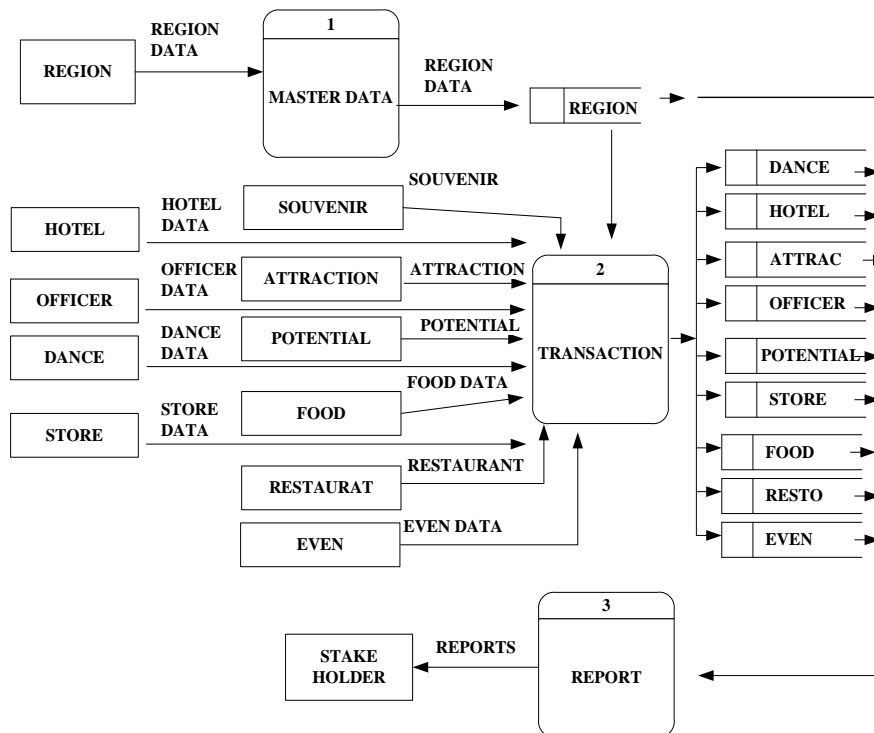 REGION
REGION
DATA
1
MASTER DATA
REGION
DATA
REGION
SOUVENIR
SOUVENIR
HOTEL
HOTEL
DATA
OFFICER
OFFICER
DATA
ATTRACTION
ATTRACTION
DANCE
DANCE
DATA
POTENTIAL
POTENTIAL
FOOD
FOOD DATA
STORE
STORE
DATA
RESTAURAT
RESTAURANT
EVEN
EVEN DATA
2
TRANSACTION
DANCE
HOTEL
ATTRAC
OFFICER
POTENTIAL
STORE
FOOD
RESTO
EVEN
3
REPORT
REPORTS
STAKE
HOLDER